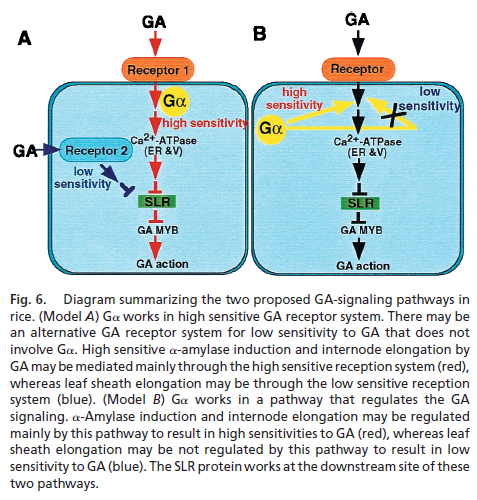 A
GA
Receptor 1
Gα
high sensitivity
Ca2+-ATPase
(ER &V)
GA
Receptor 2
low
sensitivity
SLR
GA MYB
GA action
B
GA
Receptor
high
sensitivity
low
sensitivity
Gα
Ca2+-ATPase
(ER &V)
SLR
GA MYB
GA action
Fig. 6. Diagram summarizing the two proposed GA-signaling pathways in
rice. (Model A) Gα works in high sensitive GA receptor system. There may be
an alternative GA receptor system for low sensitivity to GA that does not
involve Gα. High sensitive α-amylase induction and internode elongation by
GA may be mediated mainly through the high sensitive reception system (red),
whereas leaf sheath elongation may be through the low sensitive reception
system (blue). (Model B) Gα works in a pathway that regulates the GA
signaling. α-Amylase induction and internode elongation may be regulated
mainly by this pathway to result in high sensitivities to GA (red), whereas leaf
sheath elongation may be not regulated by this pathway to result in low
sensitivity to GA (blue). The SLR protein works at the downstream site of these
two pathways.